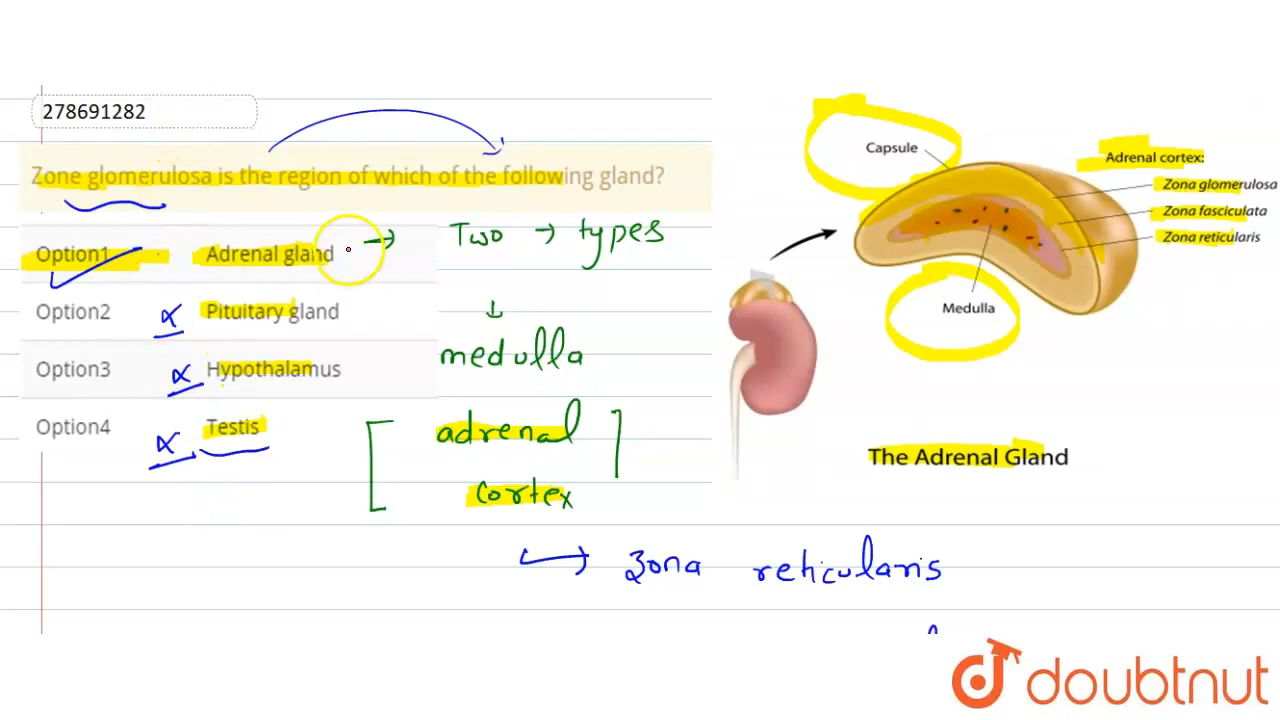 278691282
Zone glomerulosa is the region of which of the following gland?
Option1 Adrenal gland
Option2 Pituitary gland
Option3 Hypothalamus
Option4 Testis
Two → types
↓
medulla
[ adrenal
cortex ]
zona reticularis
Capsule
Adrenal cortex:
Zona glomerulosa
Zona fasciculata
Zona reticularis
Medulla
The Adrenal Gland
doubtnut